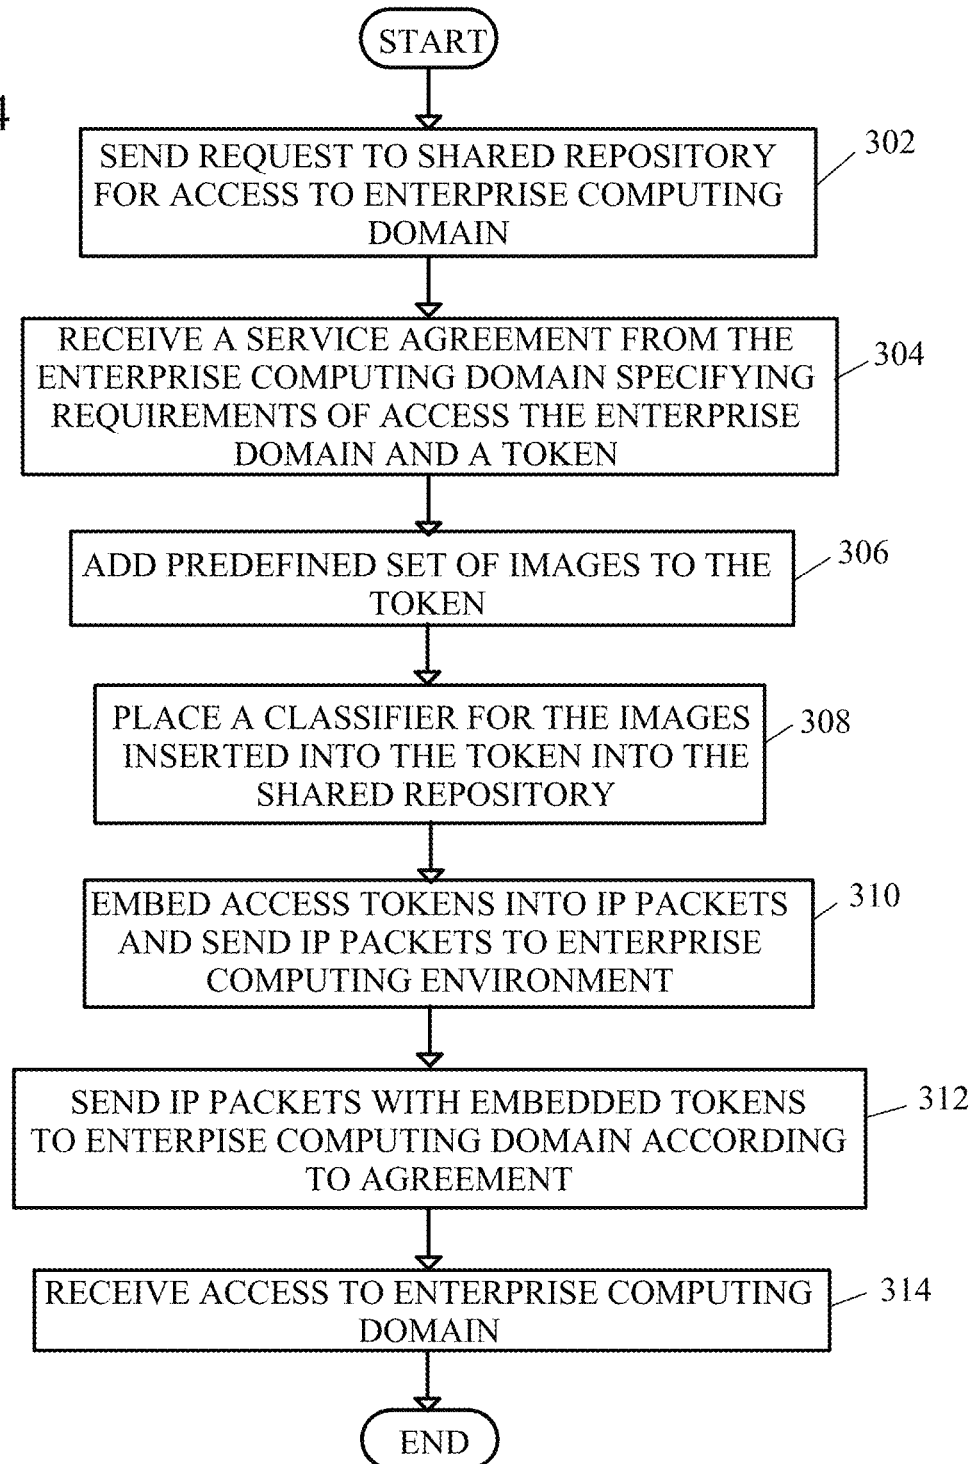 START
4
SEND REQUEST TO SHARED REPOSITORY
FOR ACCESS TO ENTERPRISE COMPUTING
DOMAIN
302
RECEIVE A SERVICE AGREEMENT FROM THE
ENTERPRISE COMPUTING DOMAIN SPECIFYING
REQUIREMENTS OF ACCESS THE ENTERPRISE
DOMAIN AND A TOKEN
304
ADD PREDEFINED SET OF IMAGES TO THE
TOKEN
306
PLACE A CLASSIFIER FOR THE IMAGES
INSERTED INTO THE TOKEN INTO THE
SHARED REPOSITORY
308
EMBED ACCESS TOKENS INTO IP PACKETS
AND SEND IP PACKETS TO ENTERPRISE
COMPUTING ENVIRONMENT
310
SEND IP PACKETS WITH EMBEDDED TOKENS
TO ENTERPISE COMPUTING DOMAIN ACCORDING
TO AGREEMENT
312
RECEIVE ACCESS TO ENTERPRISE COMPUTING
DOMAIN
314
END